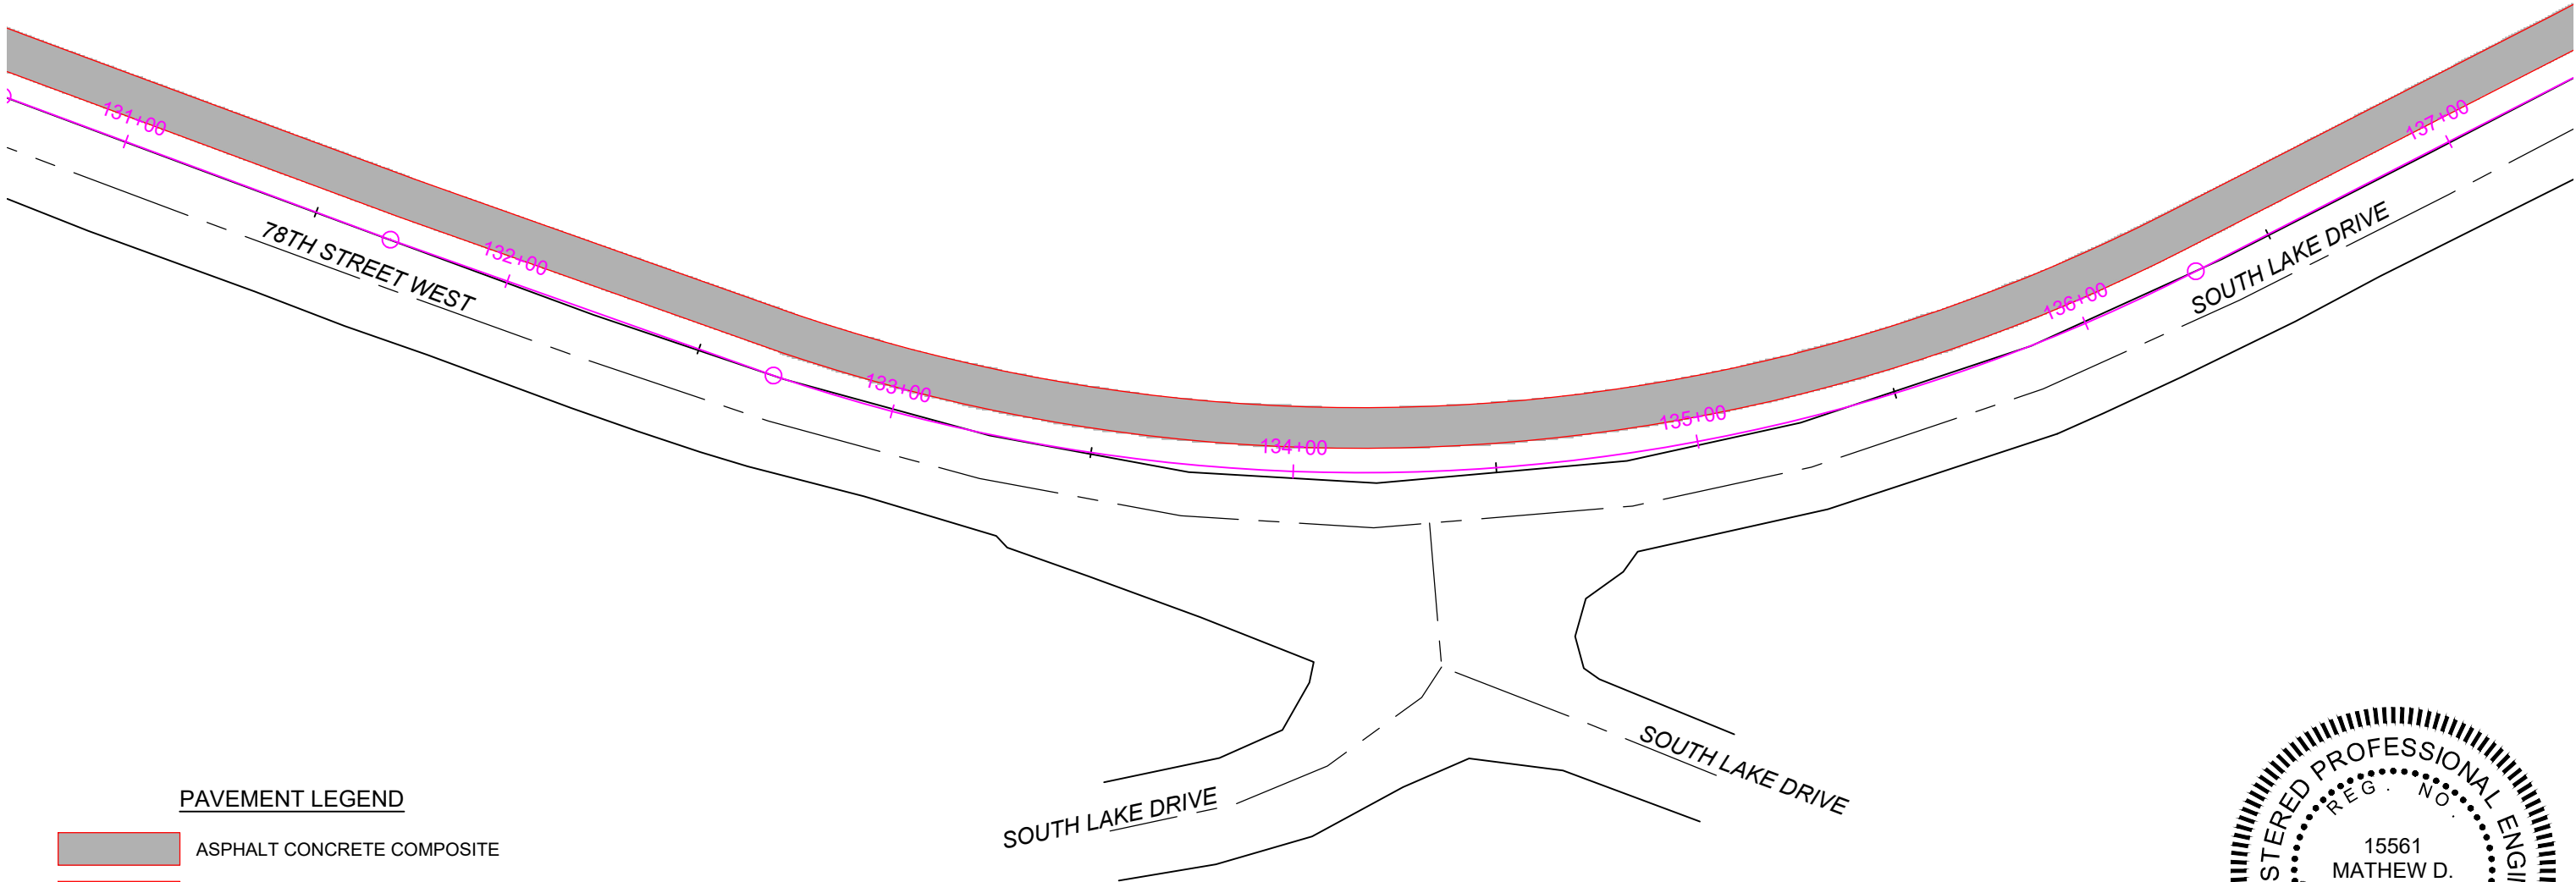 131+00
132+00
133+00
134+00
135+00
136+00
137+00
78TH STREET WEST
SOUTH LAKE DRIVE
SOUTH LAKE DRIVE
SOUTH LAKE DRIVE
PAVEMENT LEGEND
ASPHALT CONCRETE COMPOSITE
STERED PROFESSIONAL ENGI
REG. NO.
15561
MATHEW D.